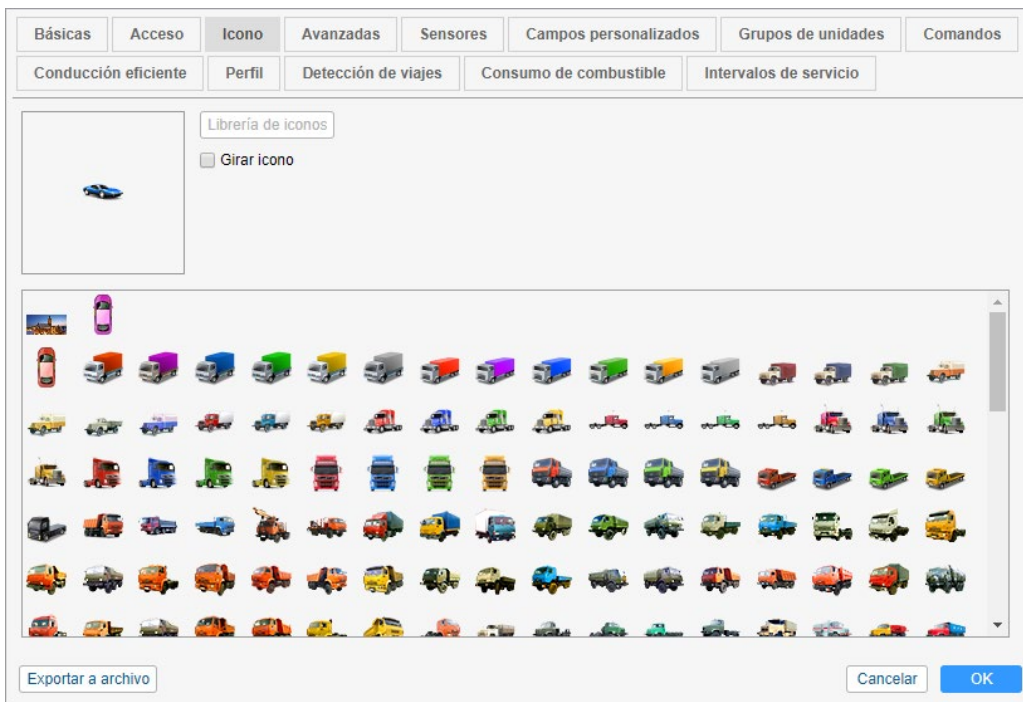 Básicas Acceso Icono Avanzadas Sensores Campos personalizados Grupos de unidades Comandos
Conducción eficiente Perfil Detección de viajes Consumo de combustible Intervalos de servicio
Librería de iconos
Girar icono
Exportar a archivo Cancelar OK